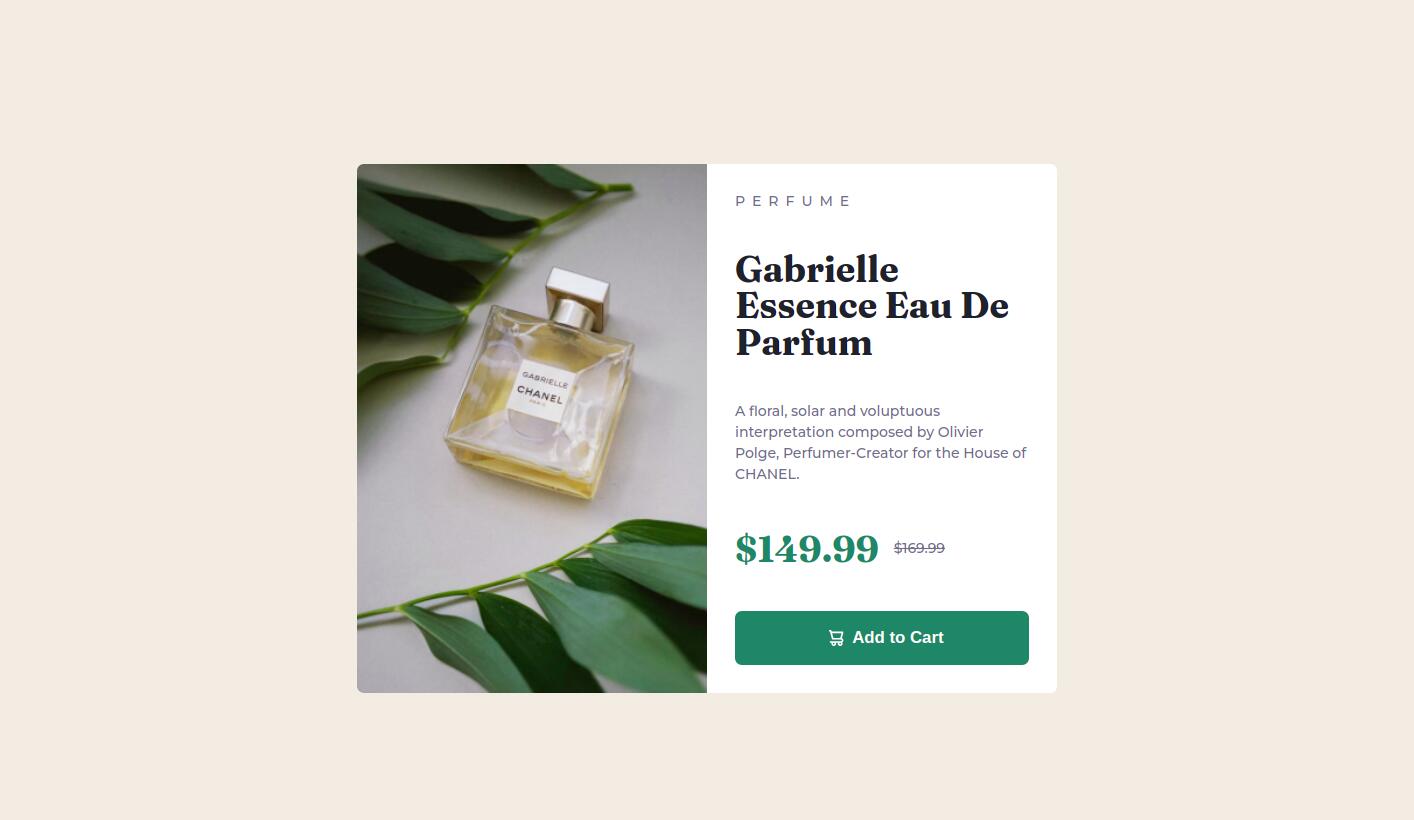 GABRIELLE
CHANEL
PARIS
PERFUME
Gabrielle
Essence Eau De
Parfum
A floral, solar and voluptuous
interpretation composed by Olivier
Polge, Perfumer-Creator for the House of
CHANEL.
$149.99 $169.99
Add to Cart